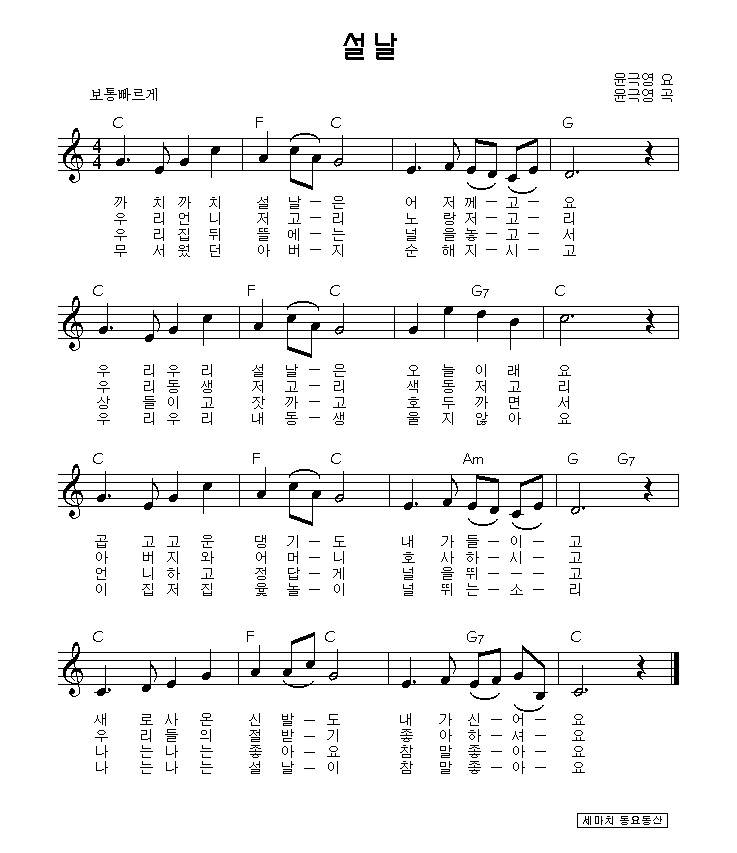 설날
윤극영 요
보통빠르게
윤극영 곡
C F C G
4
4
까 치 까 치 설 날 – 은 어 저 께 – 고 – 요
우 리 언 니 저 고 – 리 노 랑 저 – 고 – 리
우 리 집 뒤 뜰 에 – 는 널 을 놓 – 고 – 서
무 서 웠 던 아 버 – 지 순 해 지 – 시 – 고
C F C G7 C
우 리 우 리 설 날 – 은 오 늘 이 래 요
우 리 동 생 저 고 – 리 색 동 저 고 리
상 들 이 고 잣 까 – 고 호 두 까 면 서
우 리 우 리 내 동 – 생 울 지 않 아 요
C F C Am G G7
곱 고 고 운 댕 기 – 도 내 가 들 – 이 – 고
아 버 지 와 어 머 – 니 호 사 하 – 시 – 고
언 니 하 고 정 답 – 게 널 을 뛰 – – – 고
이 집 저 집 윷 놀 – 이 널 뛰 는 – 소 – 리
C F C G7 C
새 로 사 온 신 발 – 도 내 가 신 – 어 – 요
우 리 들 의 절 받 – 기 좋 아 하 – 셔 – 요
나 는 나 는 좋 아 – 요 참 말 좋 – 아 – 요
나 는 나 는 설 날 – 이 참 말 좋 – 아 – 요
세마치 동요동산